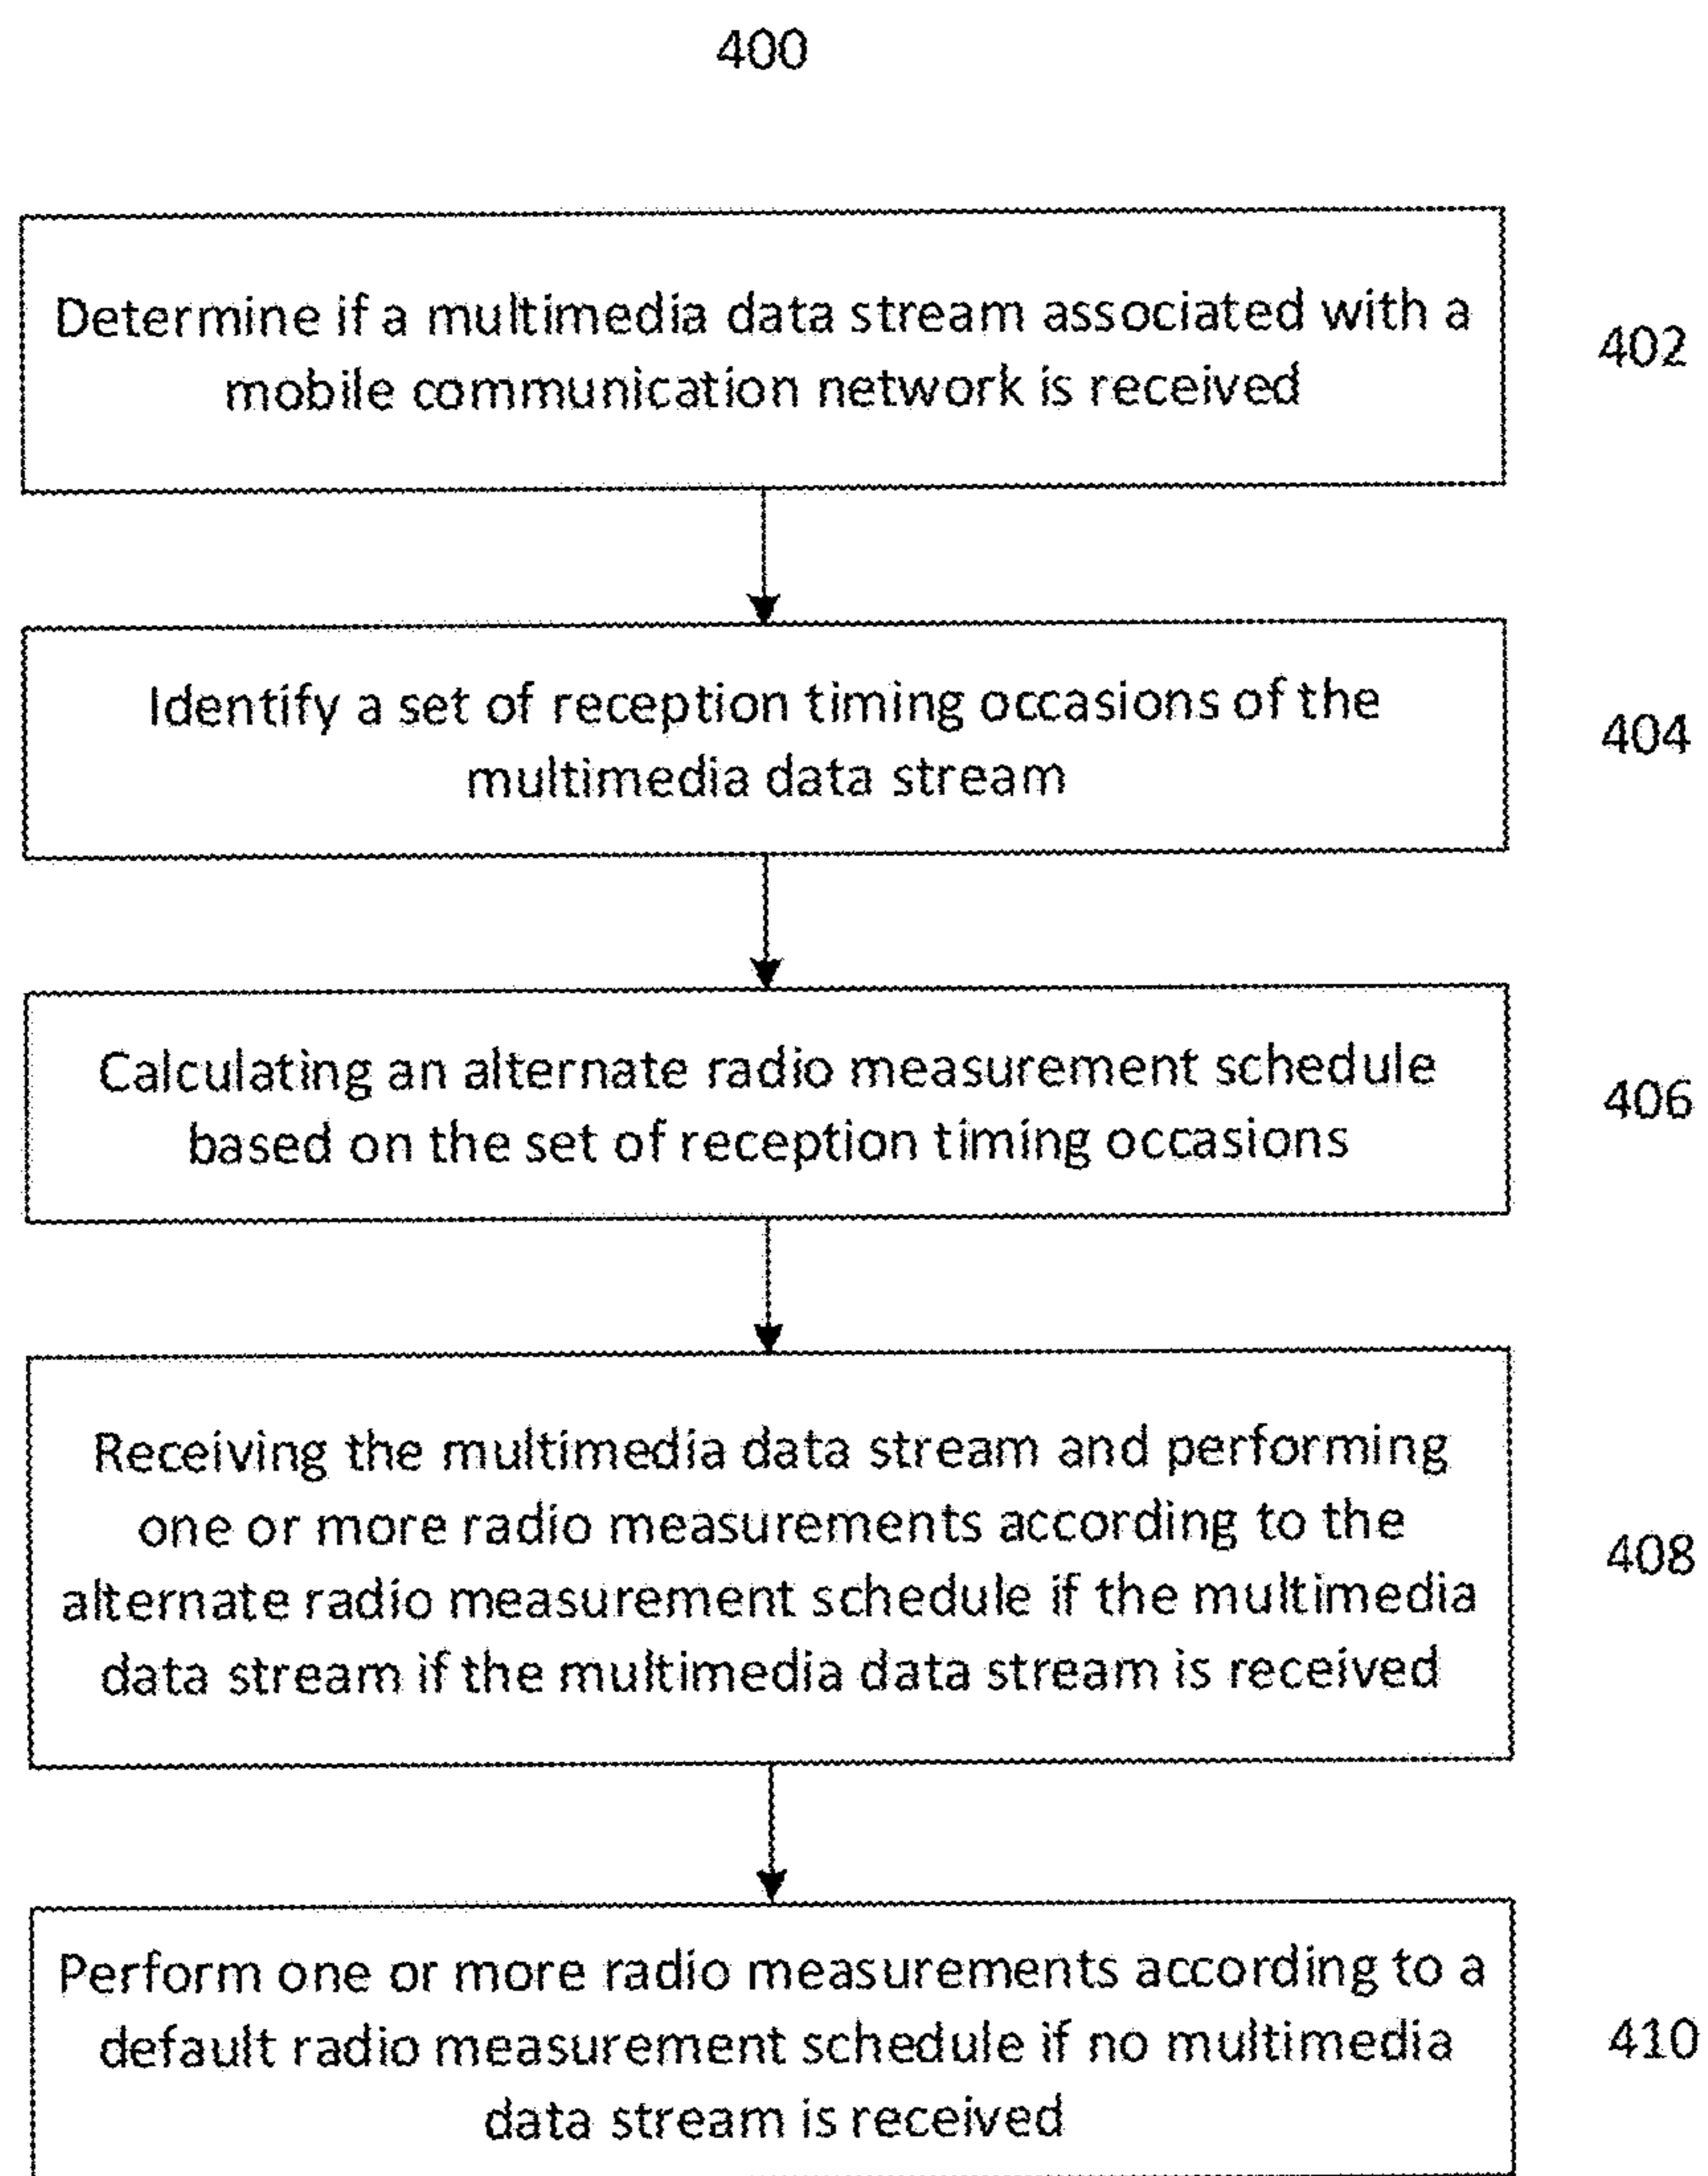 400
Determine if a multimedia data stream associated with a
mobile communication network is received
402
Identify a set of reception timing occasions of the
multimedia data stream
404
Calculating an alternate radio measurement schedule
based on the set of reception timing occasions
406
Receiving the multimedia data stream and performing
one or more radio measurements according to the
alternate radio measurement schedule if the multimedia
data stream if the multimedia data stream is received
408
Perform one or more radio measurements according to a
default radio measurement schedule if no multimedia
data stream is received
410